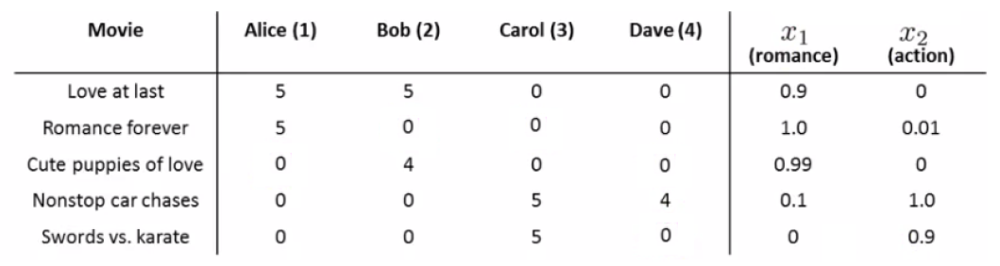 Movie Alice (1) Bob (2) Carol (3) Dave (4) x₁ (romance) x₂ (action)
Love at last 5 5 0 0 0.9 0
Romance forever 5 0 0 0 1.0 0.01
Cute puppies of love 0 4 0 0 0.99 0
Nonstop car chases 0 0 5 4 0.1 1.0
Swords vs. karate 0 0 5 0 0 0.9